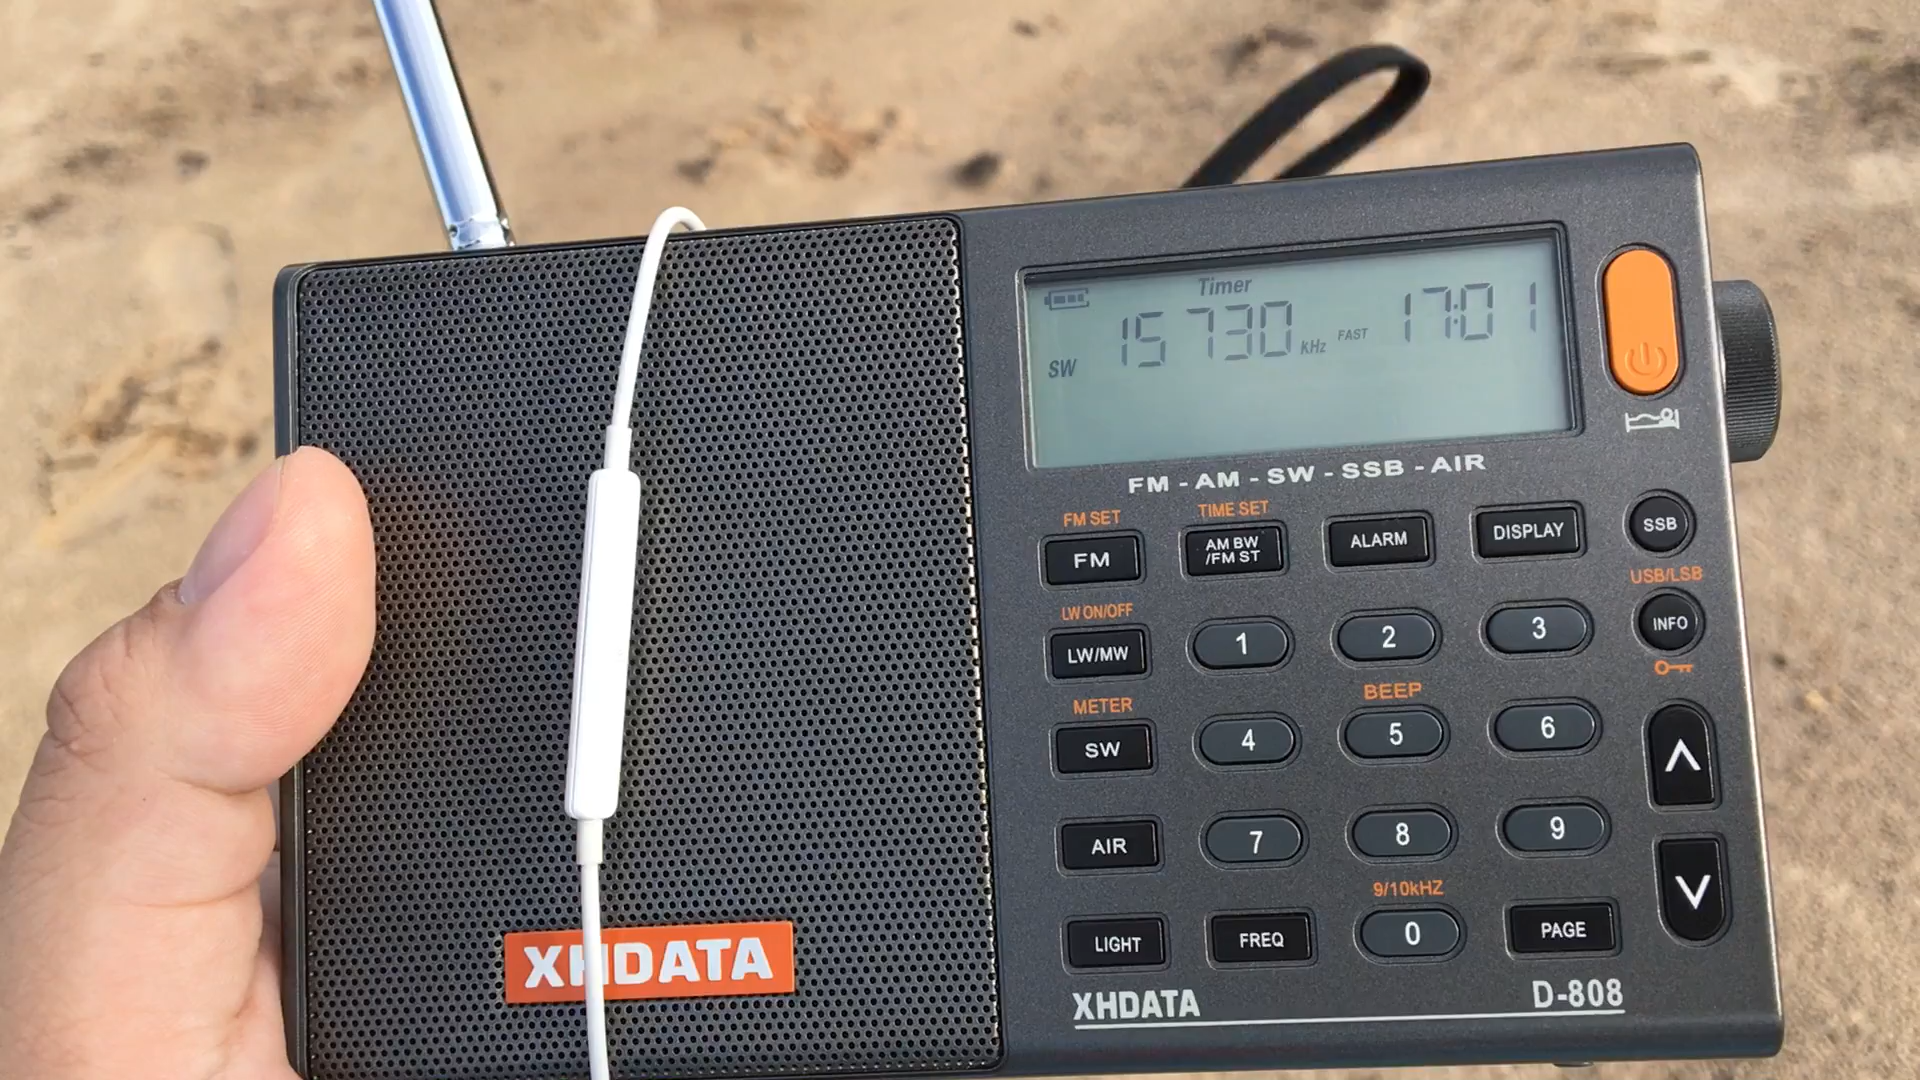 Timer
15730 kHz FAST 17:01
SW
FM - AM - SW - SSB - AIR
FM SET
TIME SET
FM
AM BW
/FM ST
ALARM
DISPLAY
SSB
USB/LSB
LW ON/OFF
LW/MW
1
2
3
INFO
METER
BEEP
SW
4
5
6
AIR
7
8
9
9/10kHZ
LIGHT
FREQ
0
PAGE
XHDATA
XHDATA
D-808